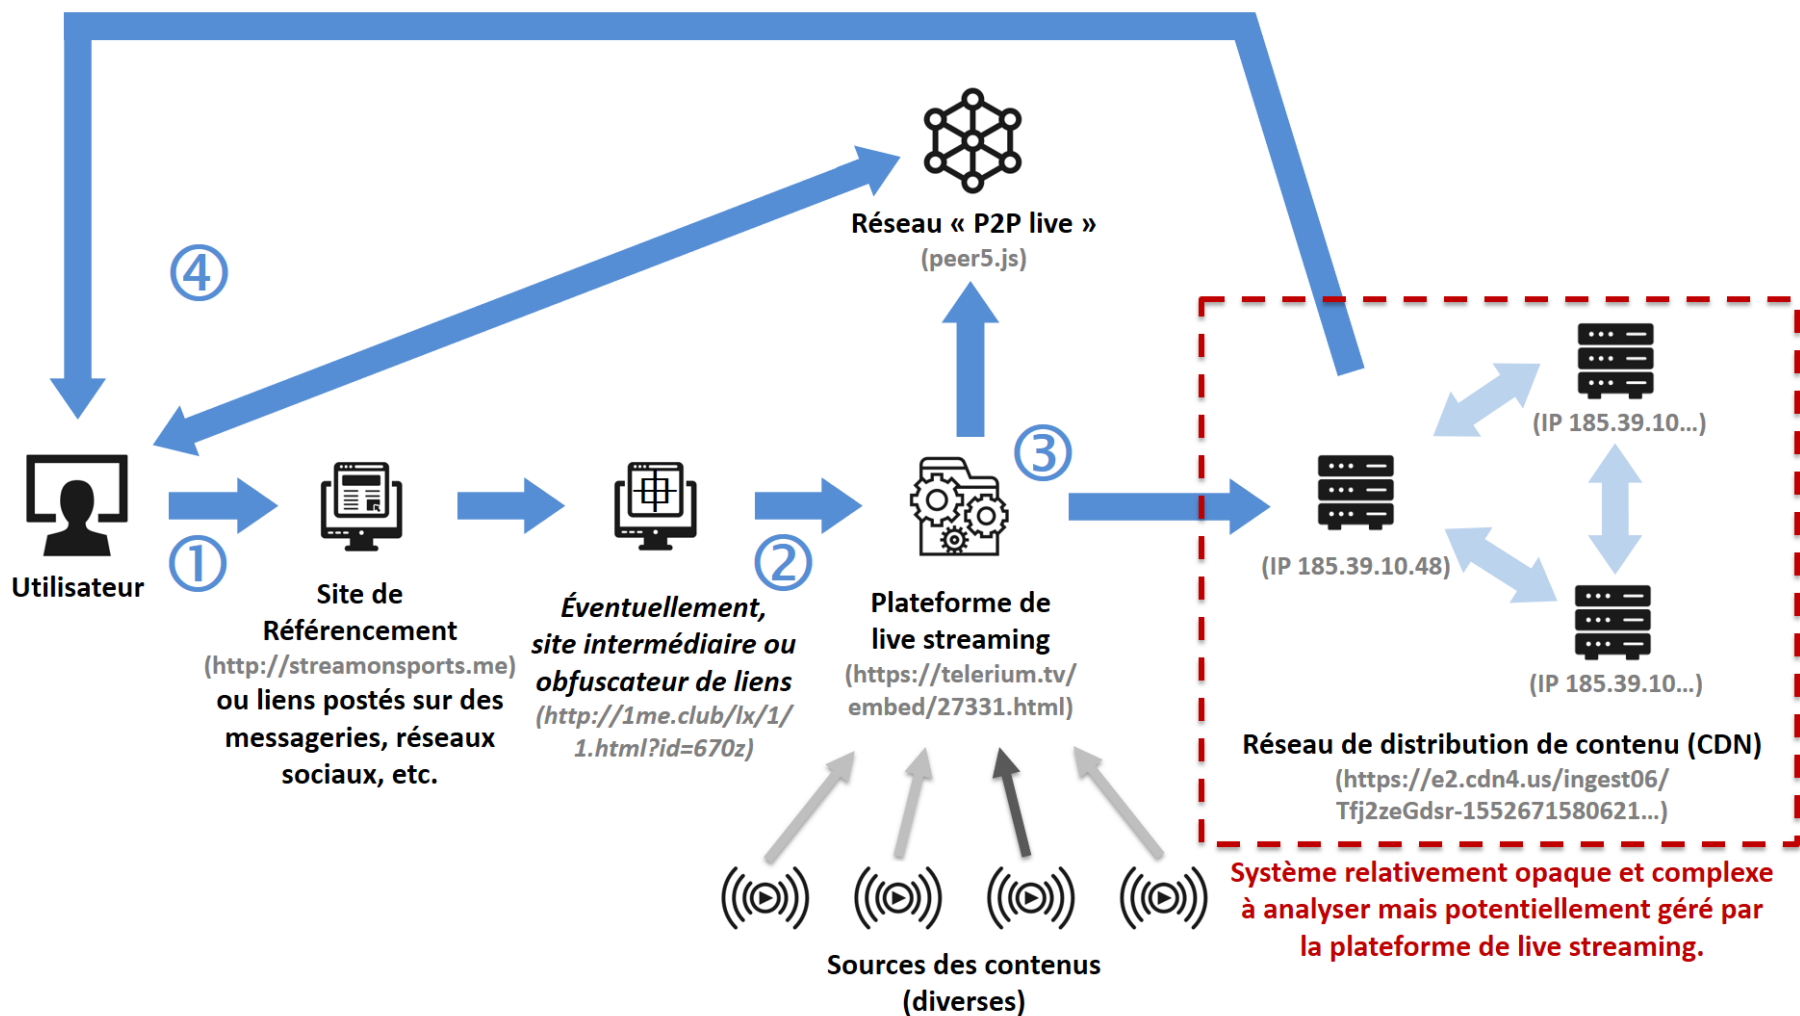 Réseau « P2P live »
(peer5.js)
④
③
①
②
Utilisateur
Site de
Référencement
(http://streamonsports.me)
ou liens postés sur des
messageries, réseaux
sociaux, etc.
Éventuellement,
site intermédiaire ou
obfuscateur de liens
(http://1me.club/lx/1/
1.html?id=670z)
Plateforme de
live streaming
(https://telerium.tv/
embed/27331.html)
Sources des contenus
(diverses)
(IP 185.39.10...)
(IP 185.39.10.48)
(IP 185.39.10...)
Réseau de distribution de contenu (CDN)
(https://e2.cdn4.us/ingest06/
Tfj2zeGdsr-1552671580621...)
Système relativement opaque et complexe
à analyser mais potentiellement géré par
la plateforme de live streaming.